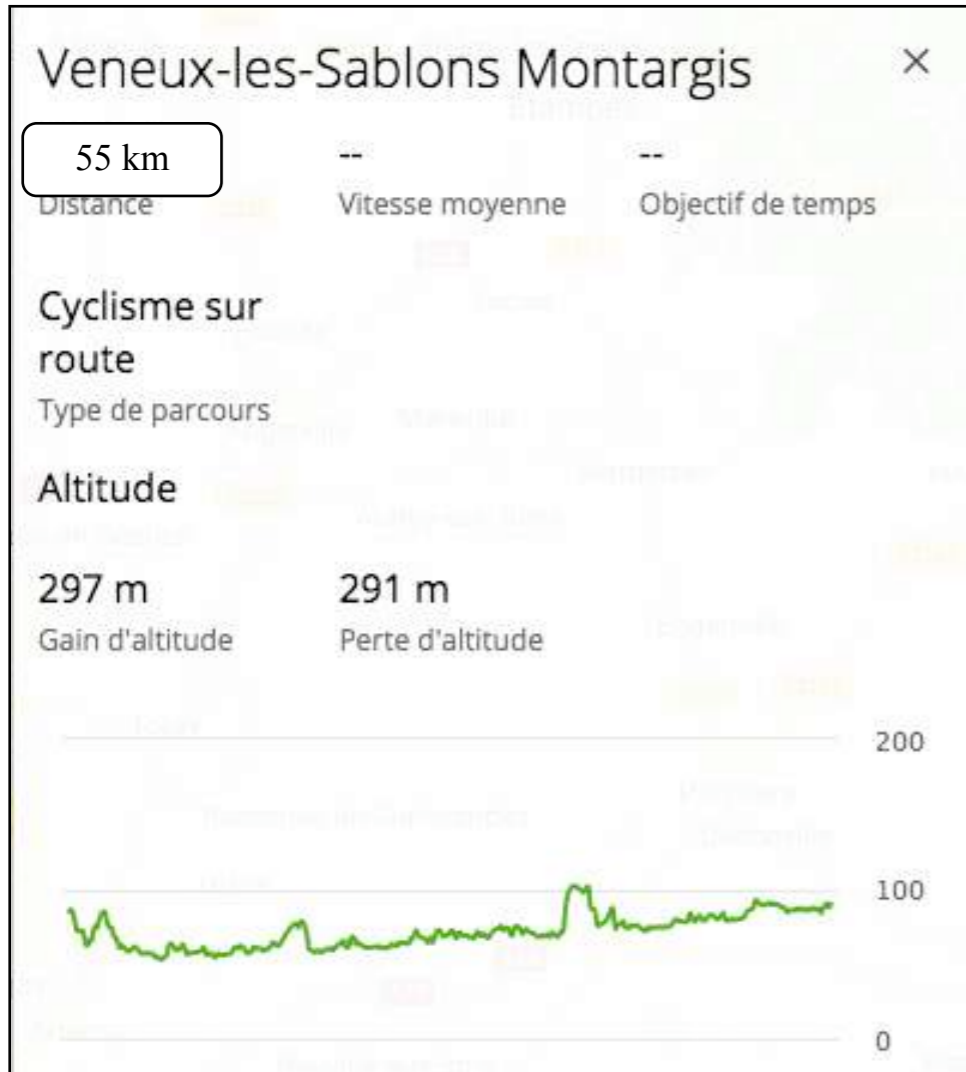 Veneux-les-Sablons Montargis ×
55 km -- --
Distance Vitesse moyenne Objectif de temps
Cyclisme sur
route
Type de parcours
Altitude
297 m 291 m
Gain d'altitude Perte d'altitude
200
100
0